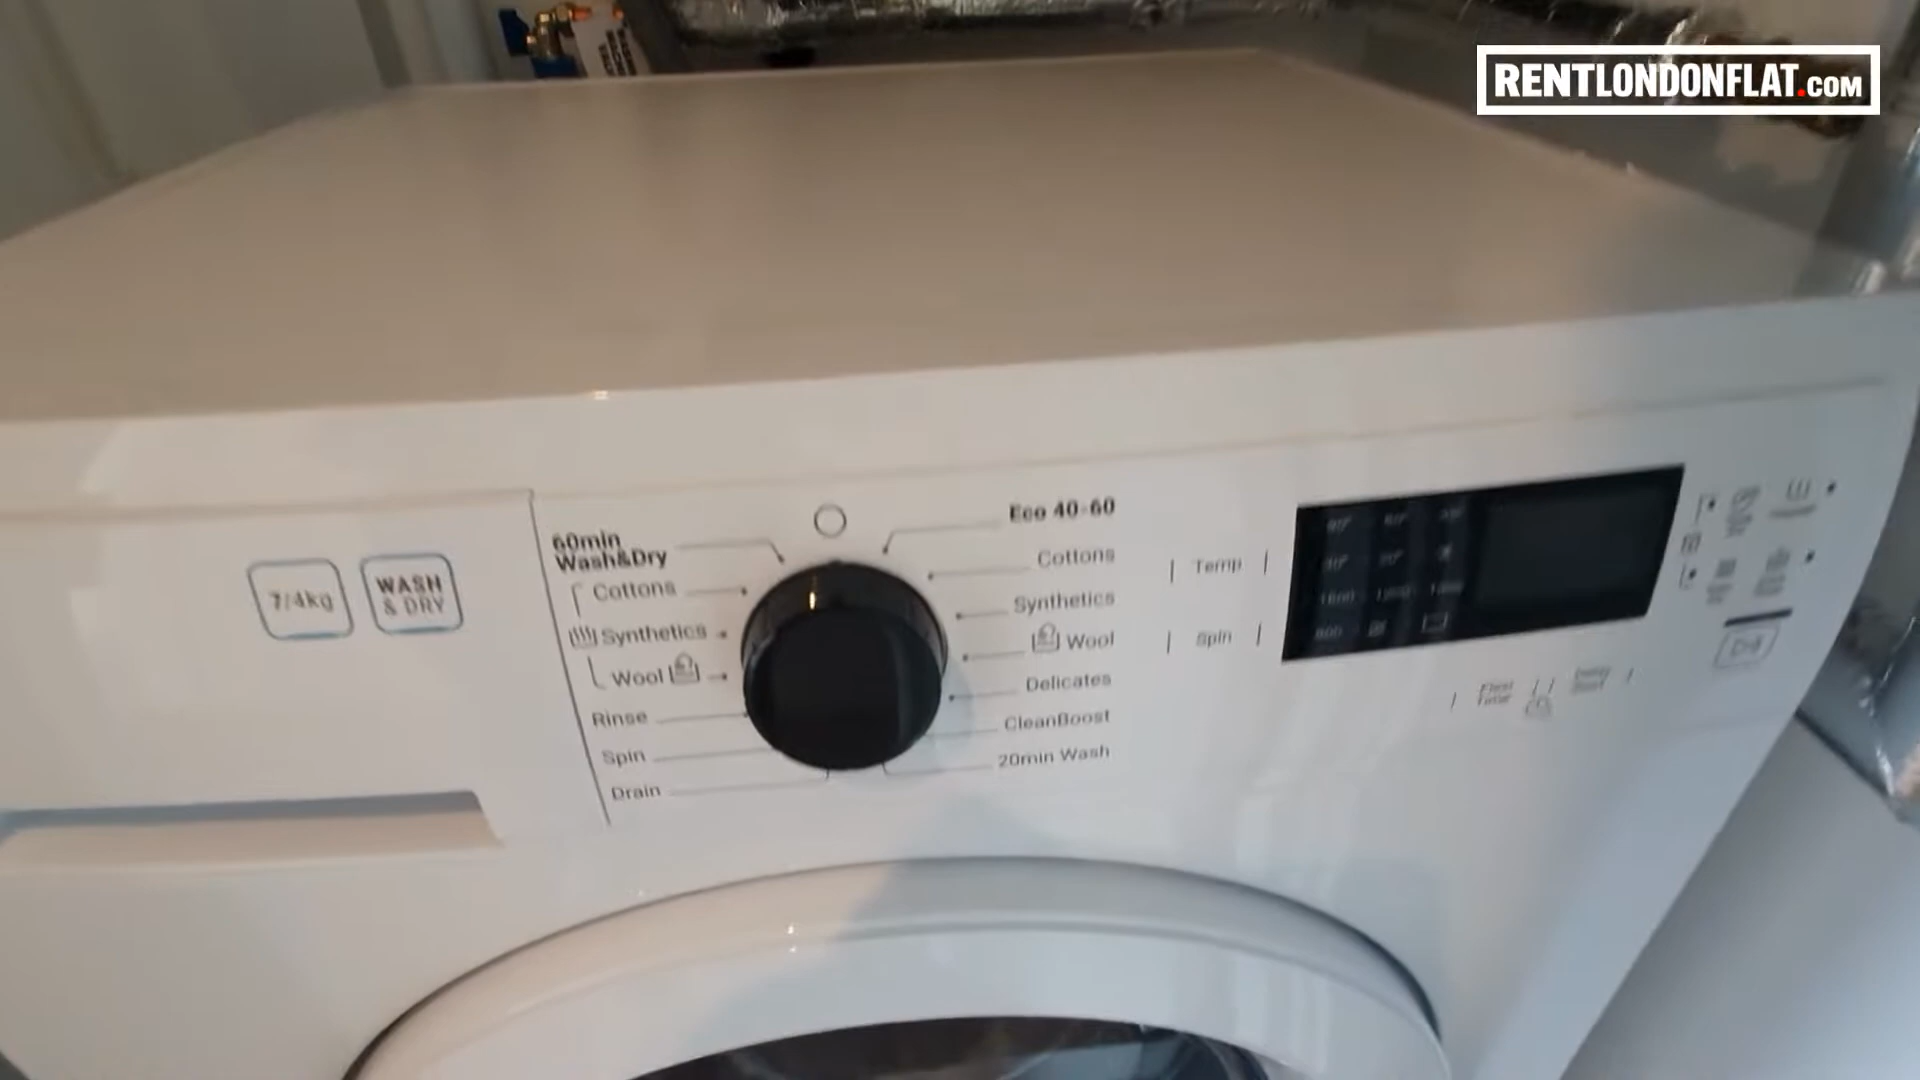 RENTLONDONFLAT.COM
7/4kg
WASH
& DRY
60min
Wash&Dry
Cottons
Synthetics
Wool
Rinse
Spin
Drain
Eco 40-60
Cottons
Synthetics
Wool
Delicates
CleanBoost
20min Wash
Temp
Spin